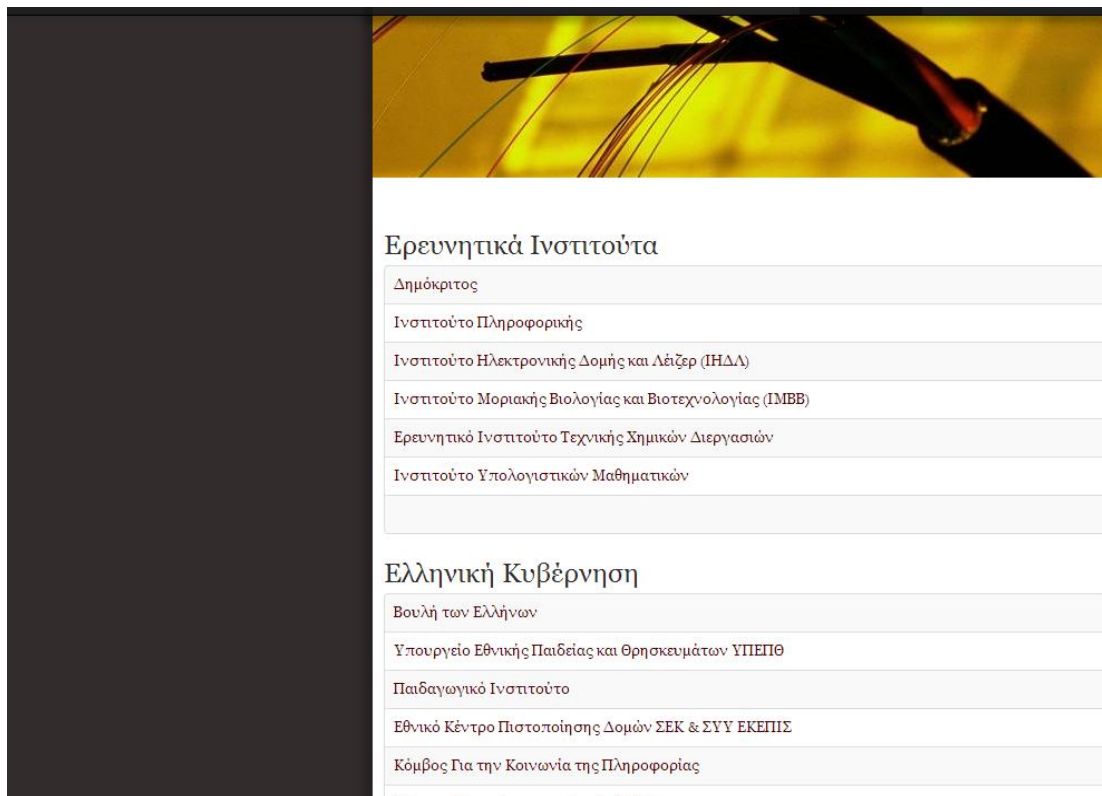 Ερευνητικά Ινστιτούτα
Δημόκριτος
Ινστιτούτο Πληροφορικής
Ινστιτούτο Ηλεκτρονικής Δομής και Λέιζερ (ΙΗΔΛ)
Ινστιτούτο Μοριακής Βιολογίας και Βιοτεχνολογίας (ΙΜΒΒ)
Ερευνητικό Ινστιτούτο Τεχνικής Χημικών Διεργασιών
Ινστιτούτο Υπολογιστικών Μαθηματικών
Ελληνική Κυβέρνηση
Βουλή των Ελλήνων
Υπουργείο Εθνικής Παιδείας και Θρησκευμάτων ΥΠΕΠΘ
Παιδαγωγικό Ινστιτούτο
Εθνικό Κέντρο Πιστοποίησης Δομών ΣΕΚ & ΣΥΥ ΕΚΕΠΙΣ
Κόμβος Για την Κοινωνία της Πληροφορίας